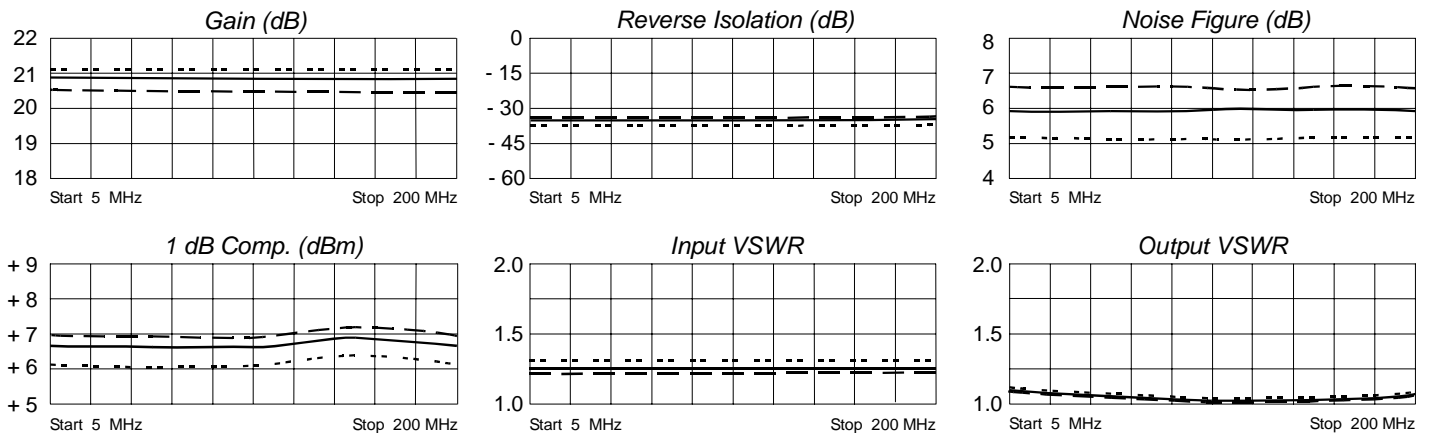 Gain (dB)
22
21
20
19
18
Start 5 MHz
Stop 200 MHz
Reverse Isolation (dB)
0
- 15
- 30
- 45
- 60
Start 5 MHz
Stop 200 MHz
Noise Figure (dB)
8
7
6
5
4
Start 5 MHz
Stop 200 MHz
1 dB Comp. (dBm)
+ 9
+ 8
+ 7
+ 6
+ 5
Start 5 MHz
Stop 200 MHz
Input VSWR
2.0
1.5
1.0
Start 5 MHz
Stop 200 MHz
Output VSWR
2.0
1.5
1.0
Start 5 MHz
Stop 200 MHz